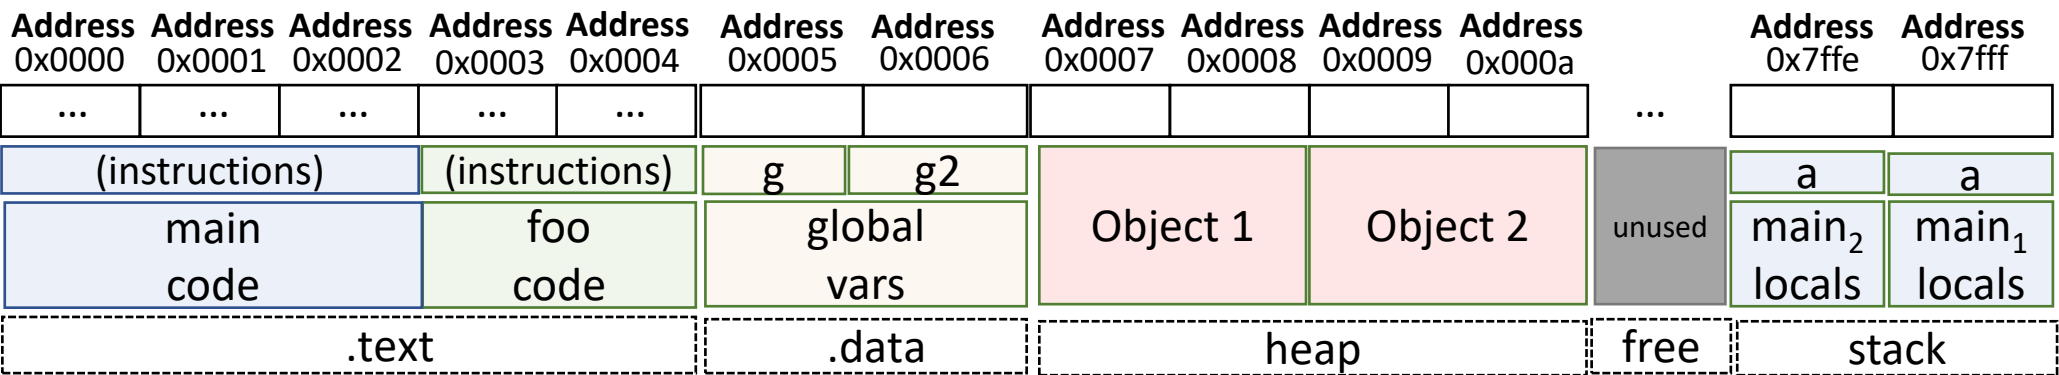 Address Address Address Address Address Address Address Address Address Address Address Address Address
0x0000 0x0001 0x0002 0x0003 0x0004 0x0005 0x0006 0x0007 0x0008 0x0009 0x000a 0x7ffe 0x7fff
... ... ... ... ... ...
(instructions) (instructions) g g2 a a
main foo global Object 1 Object 2 unused main₂ main₁
code code vars locals locals
.text .data heap free stack